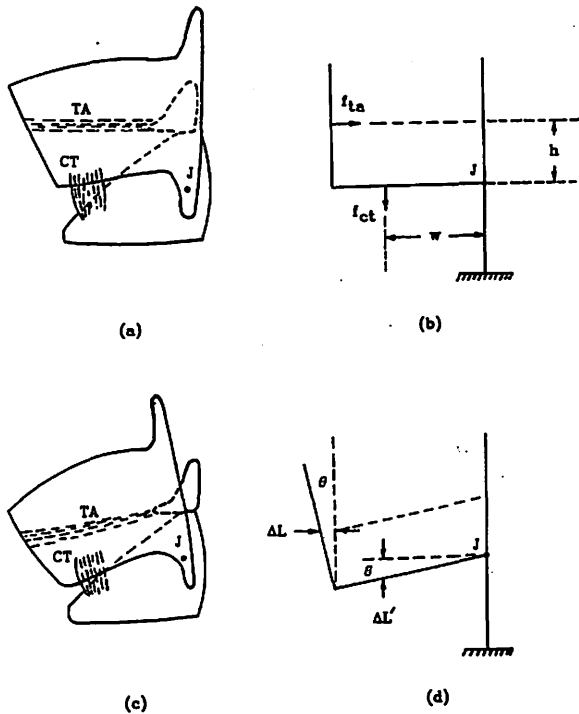 TA
CT
J
(a)
f_ta
h
J
f_ct
w
(b)
TA
CT
J
(c)
θ
ΔL
J
θ
ΔL′
(d)